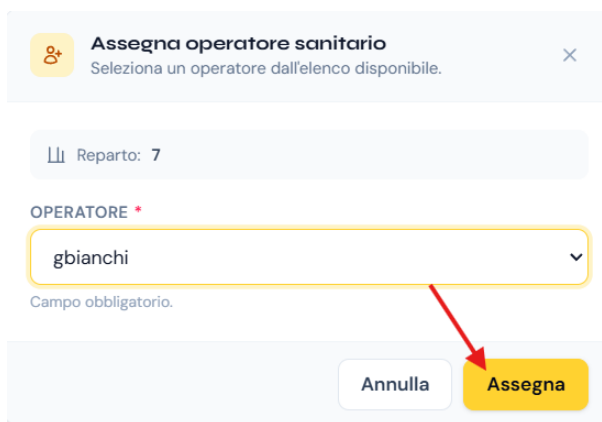 Assegna operatore sanitario
Seleziona un operatore dall'elenco disponibile.
Reparto: 7
OPERATORE *
gbianchi
Campo obbligatorio.
Annulla Assegna